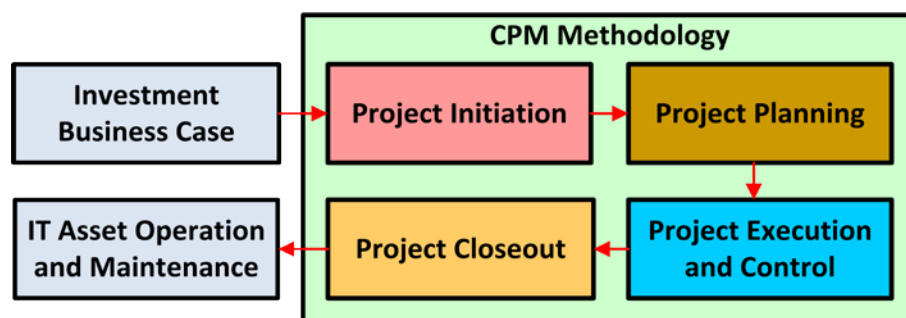 CPM Methodology
Investment
Business Case
Project Initiation
Project Planning
Project Execution
and Control
Project Closeout
IT Asset Operation
and Maintenance